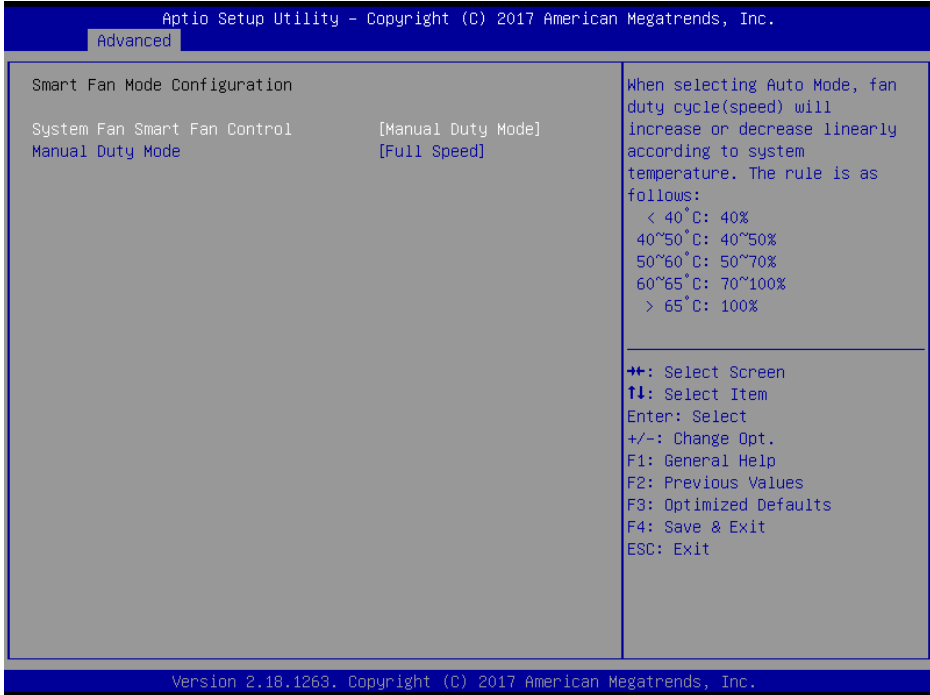 Aptio Setup Utility – Copyright (C) 2017 American Megatrends, Inc.
Advanced
Smart Fan Mode Configuration
System Fan Smart Fan Control [Manual Duty Mode]
Manual Duty Mode [Full Speed]
When selecting Auto Mode, fan
duty cycle(speed) will
increase or decrease linearly
according to system
temperature. The rule is as
follows:
< 40°C: 40%
40~50°C: 40~50%
50~60°C: 50~70%
60~65°C: 70~100%
> 65°C: 100%
→←: Select Screen
↑↓: Select Item
Enter: Select
+/-: Change Opt.
F1: General Help
F2: Previous Values
F3: Optimized Defaults
F4: Save & Exit
ESC: Exit
Version 2.18.1263. Copyright (C) 2017 American Megatrends, Inc.